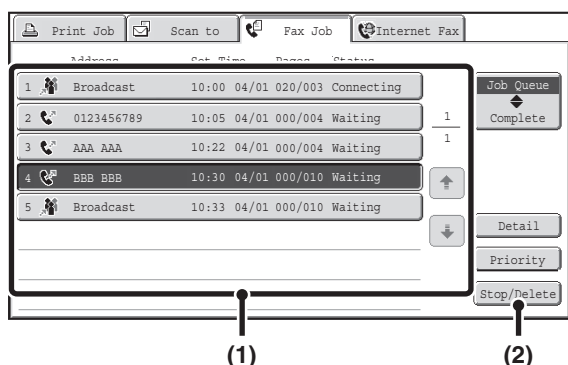 Print Job Scan to Fax Job Internet Fax
Address Set Time Pages Status
1 Broadcast 10:00 04/01 020/003 Connecting
2 0123456789 10:05 04/01 000/004 Waiting
3 AAA AAA 10:22 04/01 000/004 Waiting
4 BBB BBB 10:30 04/01 000/010 Waiting
5 Broadcast 10:33 04/01 000/010 Waiting
1
1
Job Queue
Complete
Detail
Priority
Stop/Delete
(1) (2)